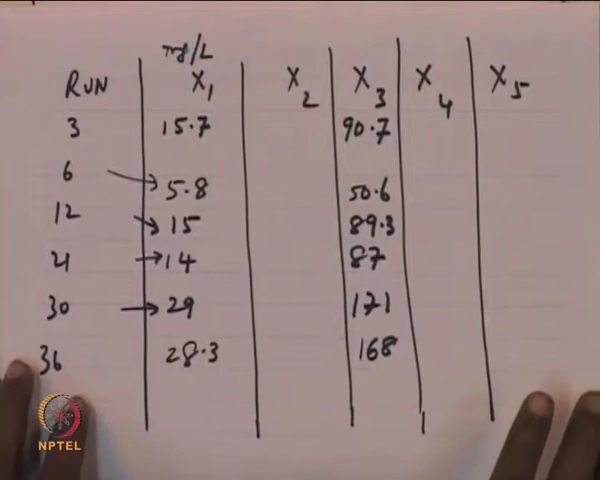 mg/L
RUN X1 X2 X3 X4 X5
3 15.7 90.7
6 → 5.8 50.6
12 → 15 89.3
21 → 14 87
30 → 29 171
36 28.3 168
NPTEL